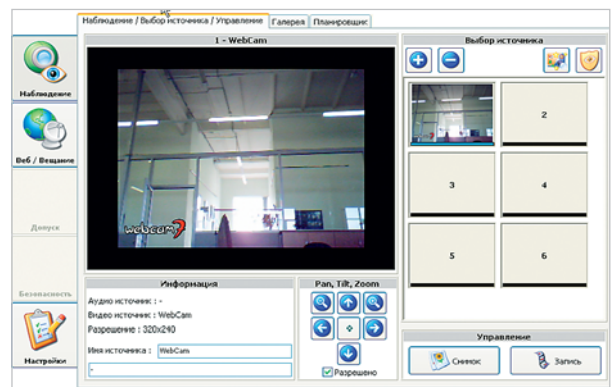 Наблюдение / Выбор источника / Управление
Галерея
Планировщик
1 - WebCam
Выбор источника
Наблюдение
Веб / Вещание
Допуск
Безопасность
Настройки
webcam 7
2
3
4
5
6
Информация
Аудио источник : -
Видео источник : WebCam
Разрешение : 320x240
Имя источника : WebCam
-
Pan, Tilt, Zoom
Разрешено
Управление
Снимок
Запись